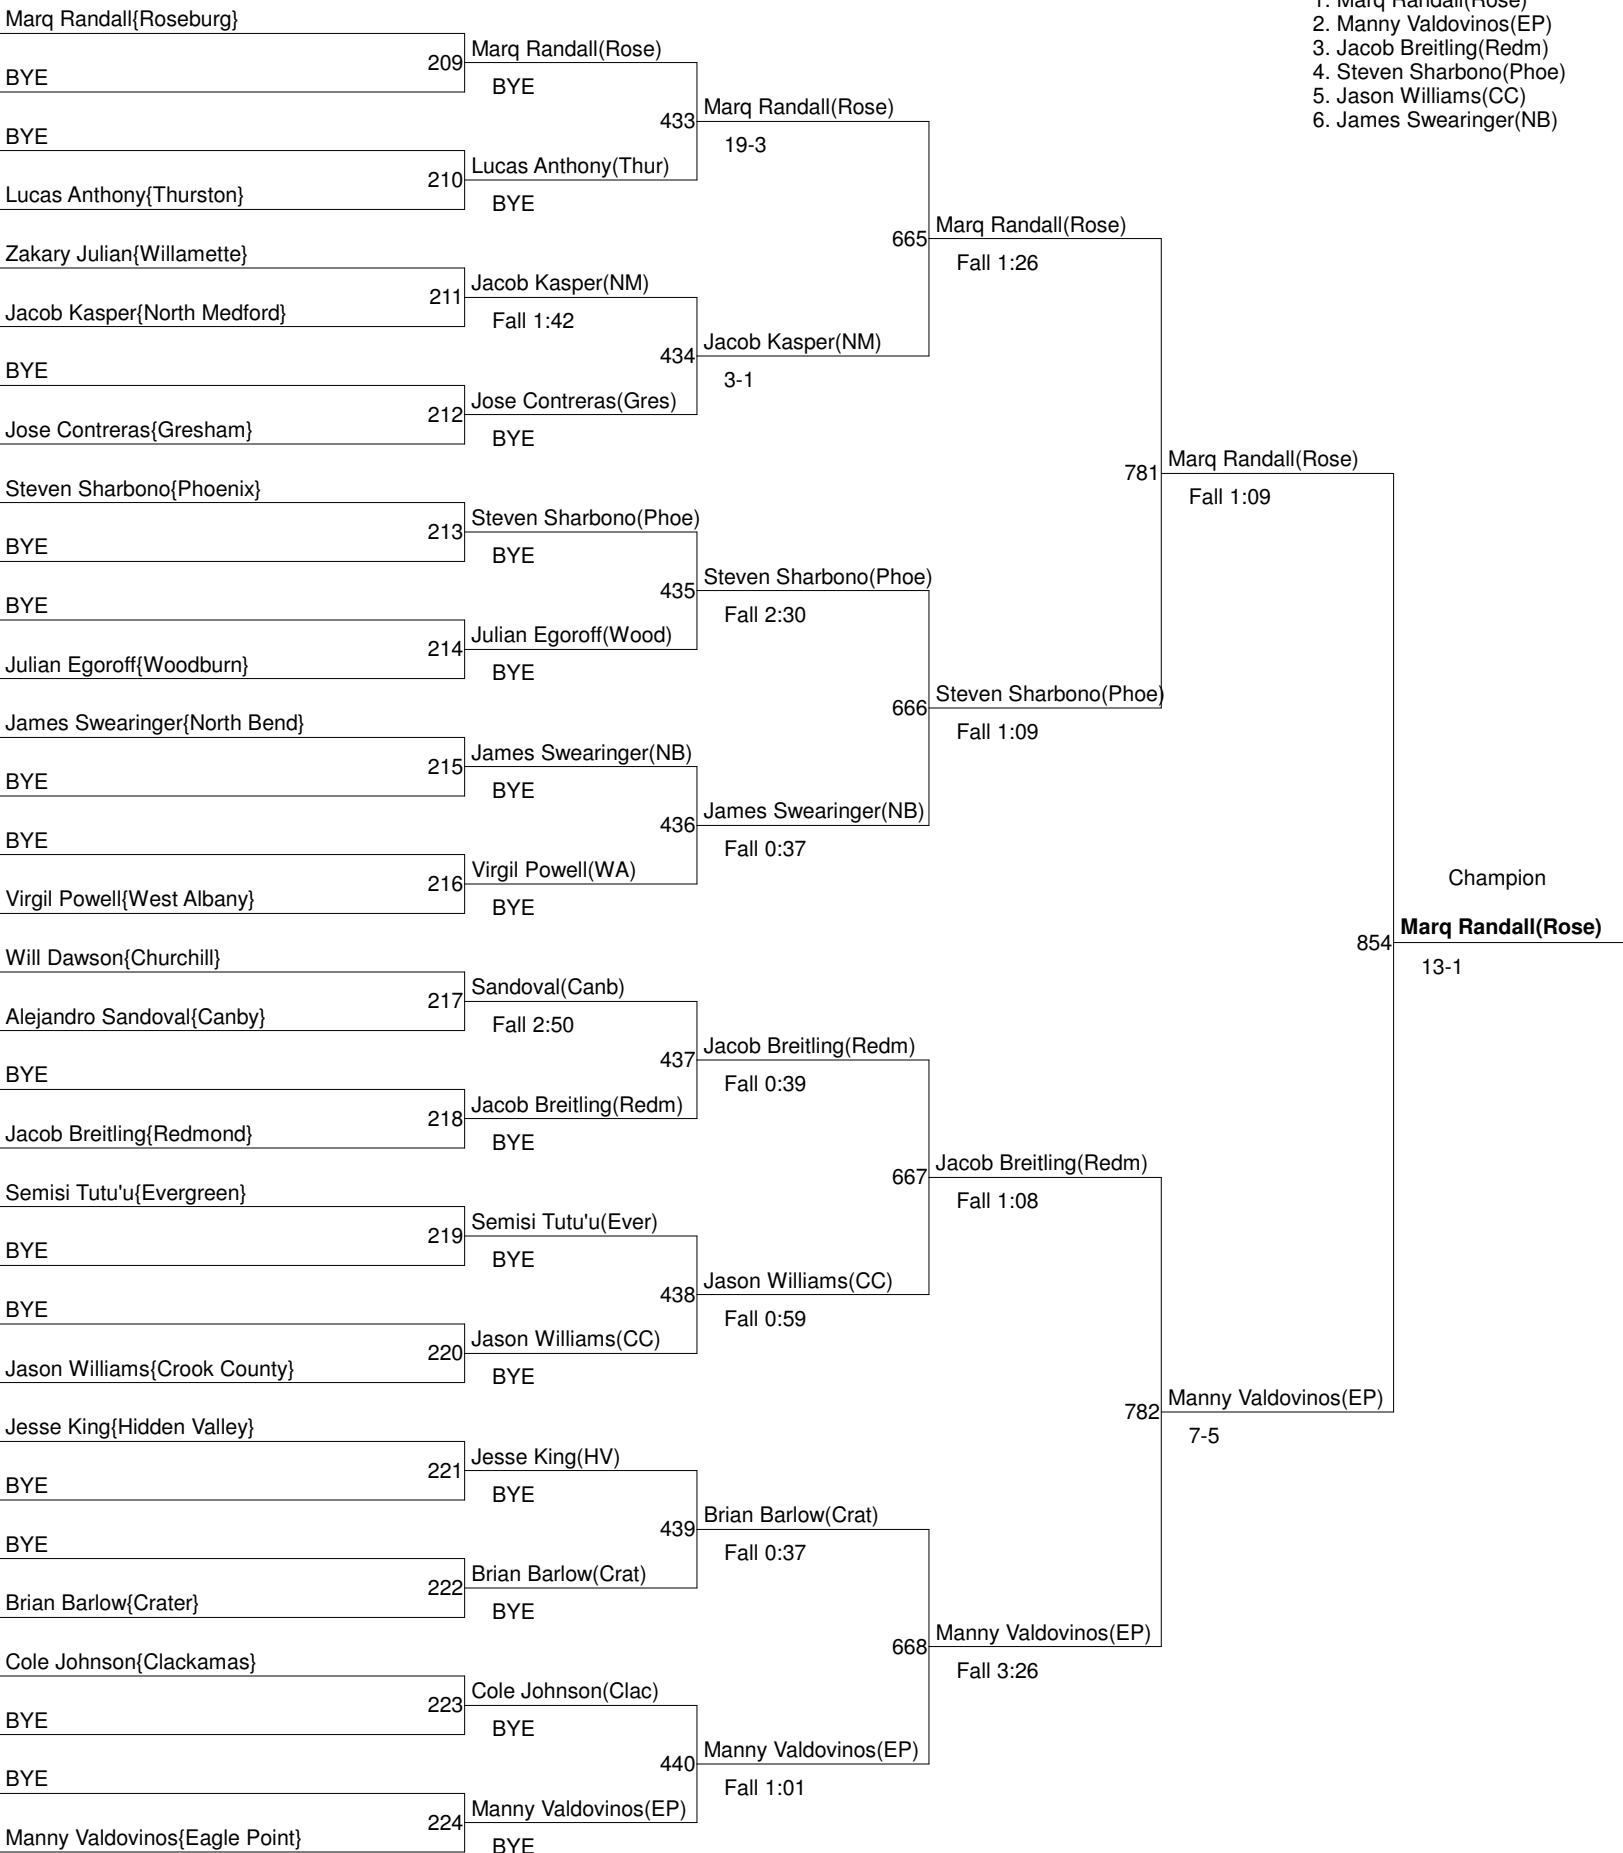 Marq Randall{Roseburg}
BYE
BYE
Lucas Anthony{Thurston}
Zakary Julian{Willamette}
Jacob Kasper{North Medford}
BYE
Jose Contreras{Gresham}
Steven Sharbono{Phoenix}
BYE
BYE
Julian Egoroff{Woodburn}
James Swearinger{North Bend}
BYE
BYE
Virgil Powell{West Albany}
Will Dawson{Churchill}
Alejandro Sandoval{Canby}
BYE
Jacob Breitling{Redmond}
Semisi Tutu'u{Evergreen}
BYE
BYE
Jason Williams{Crook County}
Jesse King{Hidden Valley}
BYE
BYE
Brian Barlow{Crater}
Cole Johnson{Clackamas}
BYE
BYE
Manny Valdovinos{Eagle Point}
209 Marq Randall(Rose)
BYE
210 Lucas Anthony(Thur)
BYE
211 Jacob Kasper(NM)
Fall 1:42
212 Jose Contreras(Gres)
BYE
213 Steven Sharbono(Phoe)
BYE
214 Julian Egoroff(Wood)
BYE
215 James Swearinger(NB)
BYE
216 Virgil Powell(WA)
BYE
217 Sandoval(Canb)
Fall 2:50
218 Jacob Breitling(Redm)
BYE
219 Semisi Tutu'u(Ever)
BYE
220 Jason Williams(CC)
BYE
221 Jesse King(HV)
BYE
222 Brian Barlow(Crat)
BYE
223 Cole Johnson(Clac)
BYE
224 Manny Valdovinos(EP)
BYE
433 Marq Randall(Rose)
19-3
434 Jacob Kasper(NM)
3-1
435 Steven Sharbono(Phoe)
Fall 2:30
436 James Swearinger(NB)
Fall 0:37
437 Jacob Breitling(Redm)
Fall 0:39
438 Jason Williams(CC)
Fall 0:59
439 Brian Barlow(Crat)
Fall 0:37
440 Manny Valdovinos(EP)
Fall 1:01
665 Marq Randall(Rose)
Fall 1:26
666 Steven Sharbono(Phoe)
Fall 1:09
667 Jacob Breitling(Redm)
Fall 1:08
668 Manny Valdovinos(EP)
Fall 3:26
781 Marq Randall(Rose)
Fall 1:09
782 Manny Valdovinos(EP)
7-5
Champion
854 Marq Randall(Rose)
13-1
1. Marq Randall(Rose)
2. Manny Valdovinos(EP)
3. Jacob Breitling(Redm)
4. Steven Sharbono(Phoe)
5. Jason Williams(CC)
6. James Swearinger(NB)